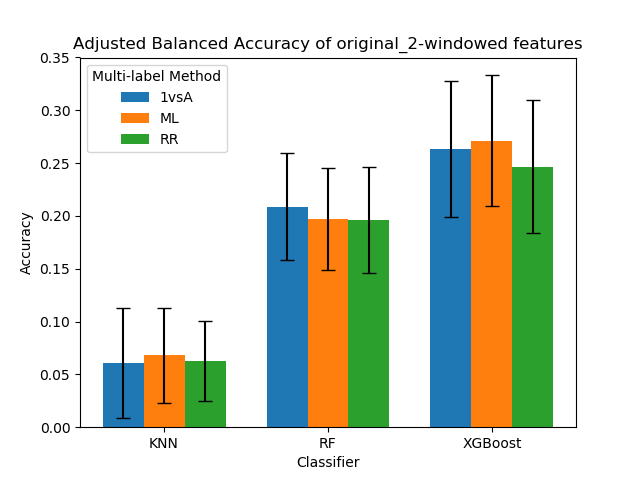 Adjusted Balanced Accuracy of original_2-windowed features
0.35
0.30
0.25
0.20
0.15
0.10
0.05
0.00
Accuracy
Multi-label Method
1vsA
ML
RR
KNN
RF
XGBoost
Classifier